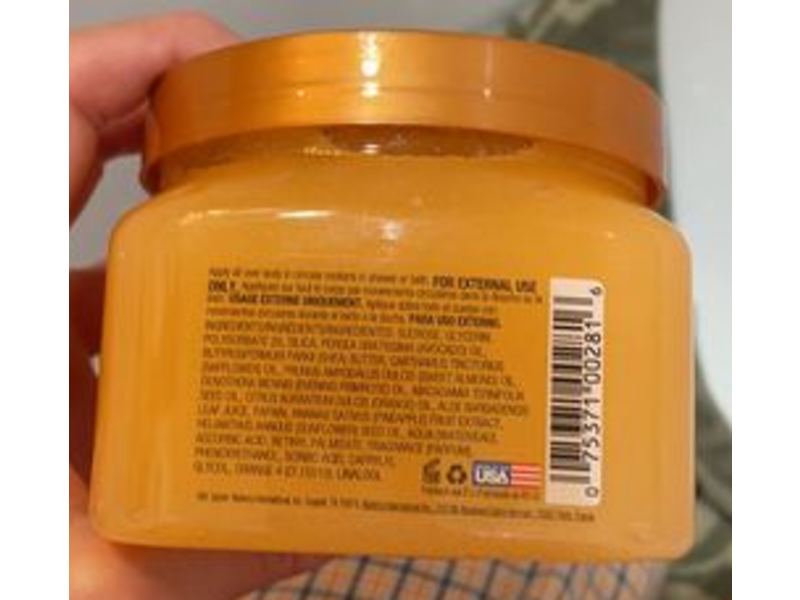 Apply all over body in circular motions in shower or bath. FOR EXTERNAL USE
ONLY. Appliquer sur tout le corps par mouvements circulaires dans la douche ou le
bain. USAGE EXTERNE UNIQUEMENT. Aplique sobre todo el cuerpo con
movimientos circulares durante el baño o la ducha. PARA USO EXTERNO.
INGREDIENTS/INGRÉDIENTS/INGREDIENTES: SUCROSE, GLYCERIN,
POLYSORBATE 20, SILICA, PERSEA GRATISSIMA (AVOCADO) OIL,
BUTYROSPERMUM PARKII (SHEA) BUTTER, CARTHAMUS TINCTORIUS
(SAFFLOWER) OIL, PRUNUS AMYGDALUS DULCIS (SWEET ALMOND) OIL,
OENOTHERA BIENNIS (EVENING PRIMROSE) OIL, MACADAMIA TERNIFOLIA
SEED OIL, CITRUS AURANTIUM DULCIS (ORANGE) OIL, ALOE BARBADENSIS
LEAF JUICE, PAPAIN, ANANAS SATIVUS (PINEAPPLE) FRUIT EXTRACT,
HELIANTHUS ANNUUS (SUNFLOWER) SEED OIL, AQUA
ASCORBIC ACID, RETINYL PALMITATE, FRAGRANCE (PARFUM),
PHENOXYETHANOL, SORBIC ACID, CAPRYLYL
GLYCOL, ORANGE 4 LINALOOL
USA
0 75371 00281 6